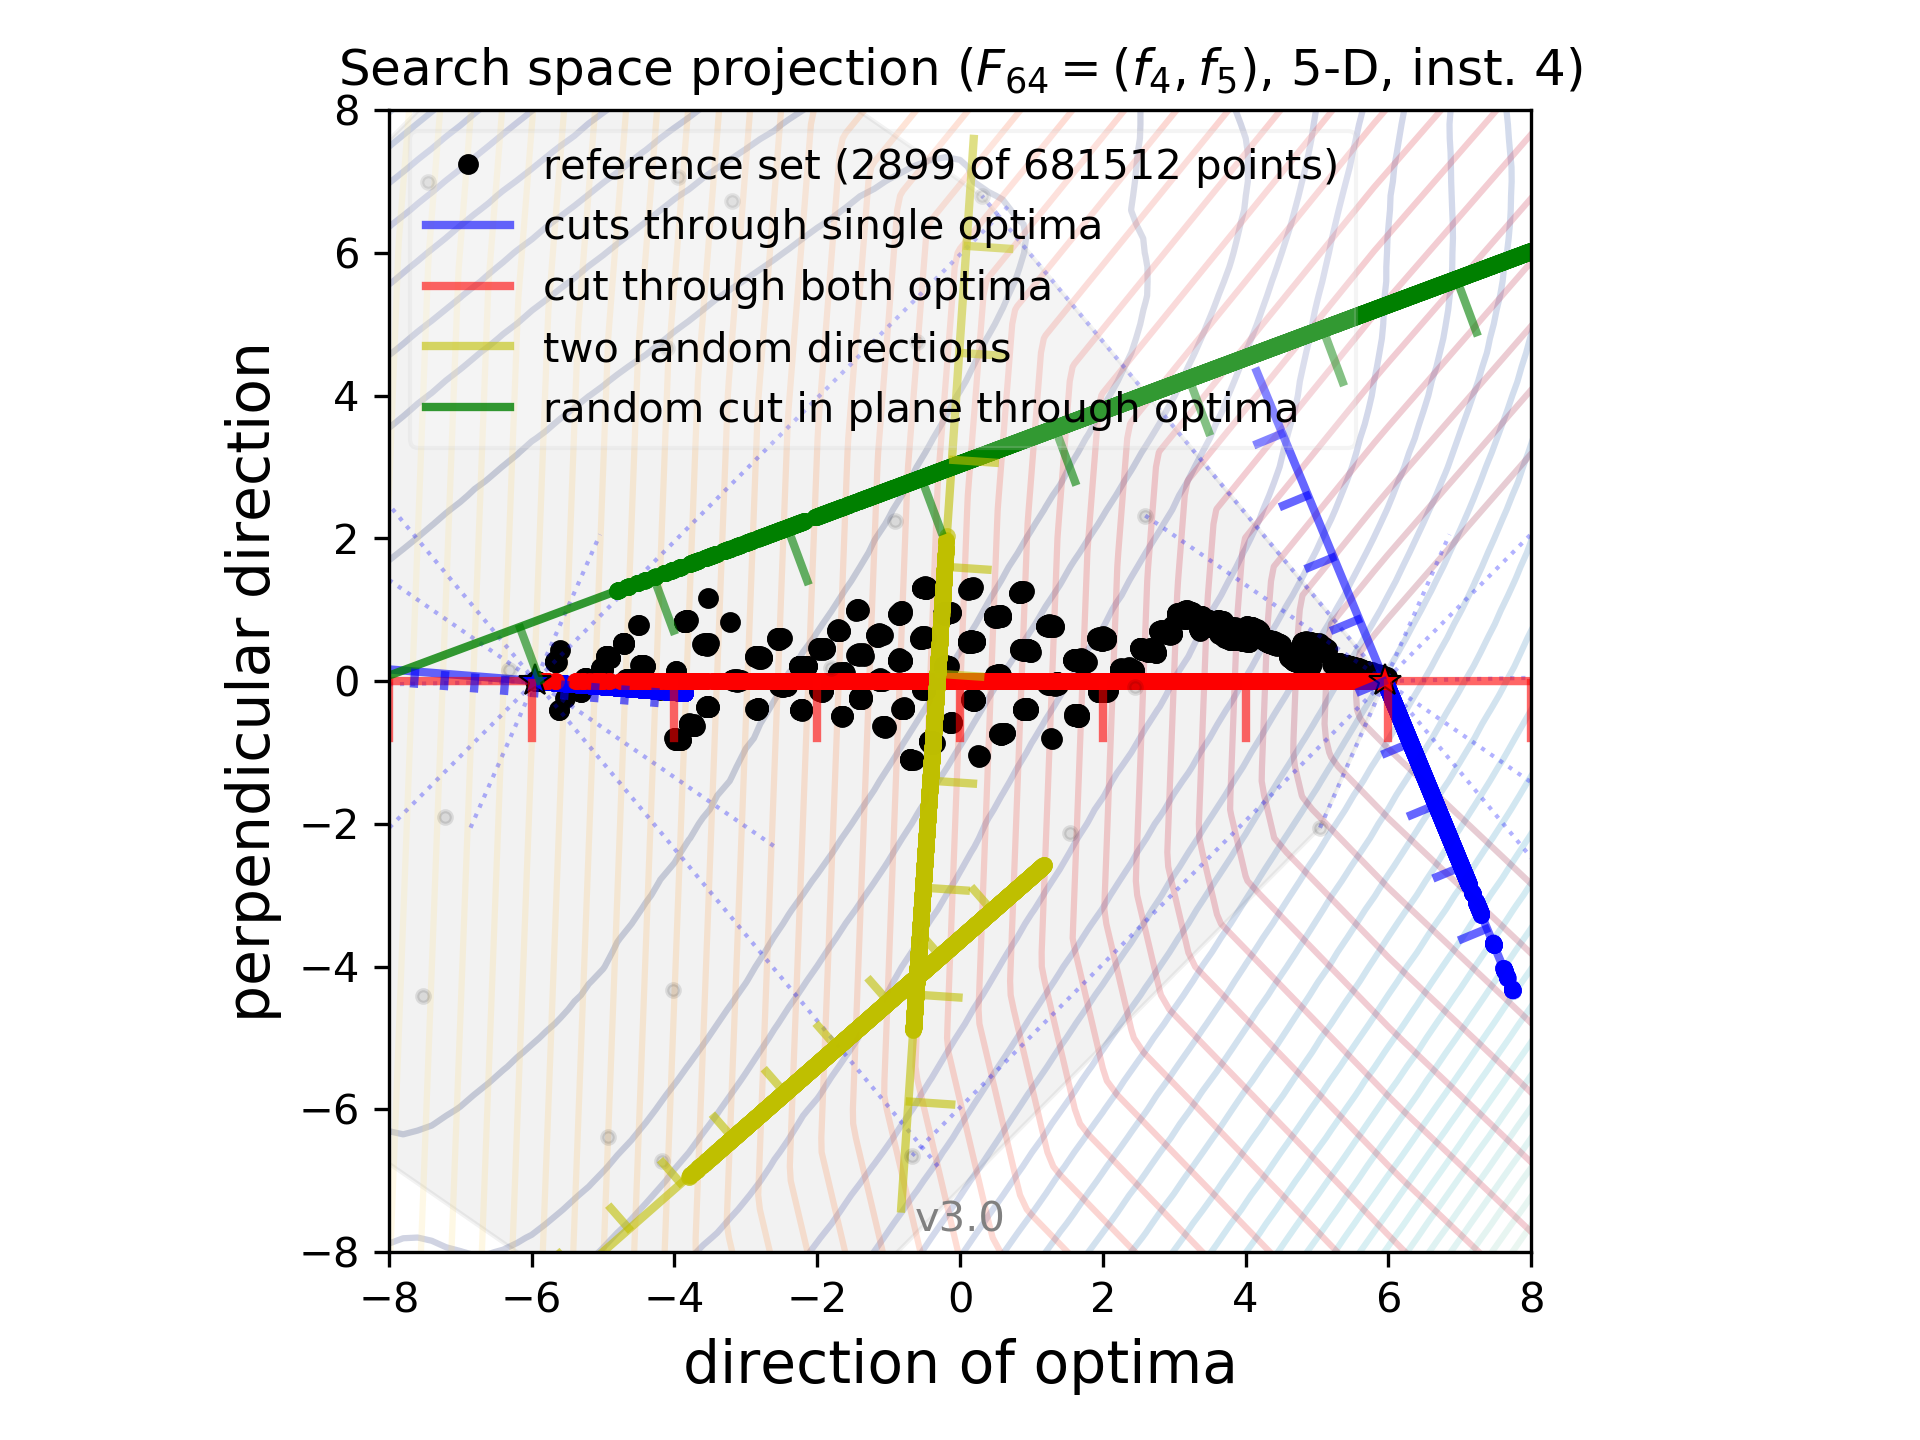 Search space projection (F₆₄ = (f₄, f₅), 5-D, inst. 4)
reference set (2899 of 681512 points)
cuts through single optima
cut through both optima
two random directions
random cut in plane through optima
perpendicular direction
8
6
4
2
0
−2
−4
−6
−8
v3.0
−8 −6 −4 −2 0 2 4 6 8
direction of optima